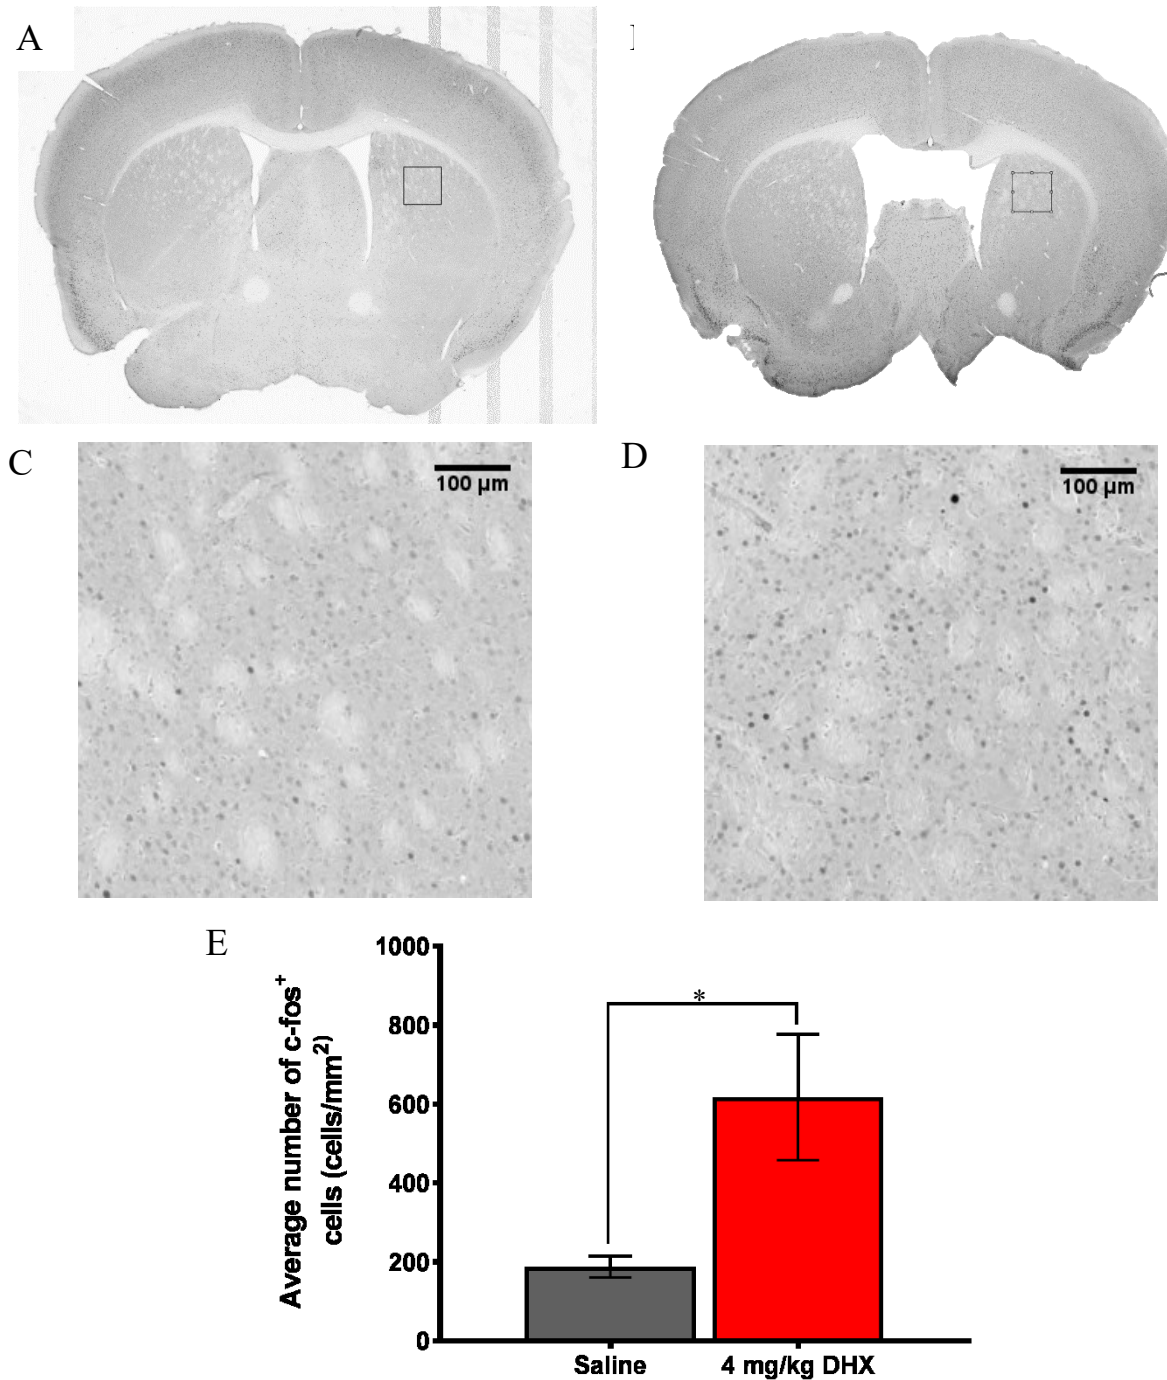 A
C
100 µm
D
100 µm
E
Average number of c-fos⁺
cells (cells/mm²)
1000
800
600
400
200
0
*
Saline
4 mg/kg DHX